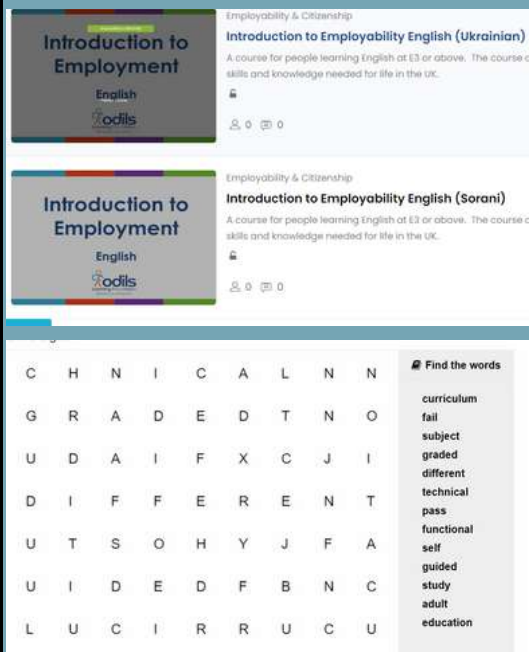 Introduction to
Employment
English
odils
Employability & Citizenship
Introduction to Employability English (Ukrainian)
A course for people learning English at E3 or above. The course c
skills and knowledge needed for life in the UK.
0 0
Introduction to
Employment
English
odils
Employability & Citizenship
Introduction to Employability English (Sorani)
A course for people learning English at E3 or above. The course c
skills and knowledge needed for life in the UK.
0 0
C H N I C A L N N
G R A D E D T N O
U D A I F X C J I
D I F F E R E N T
U T S O H Y J F A
U I D E D F B N C
L U C I R R U C U
Find the words
curriculum
fail
subject
graded
different
technical
pass
functional
self
guided
study
adult
education